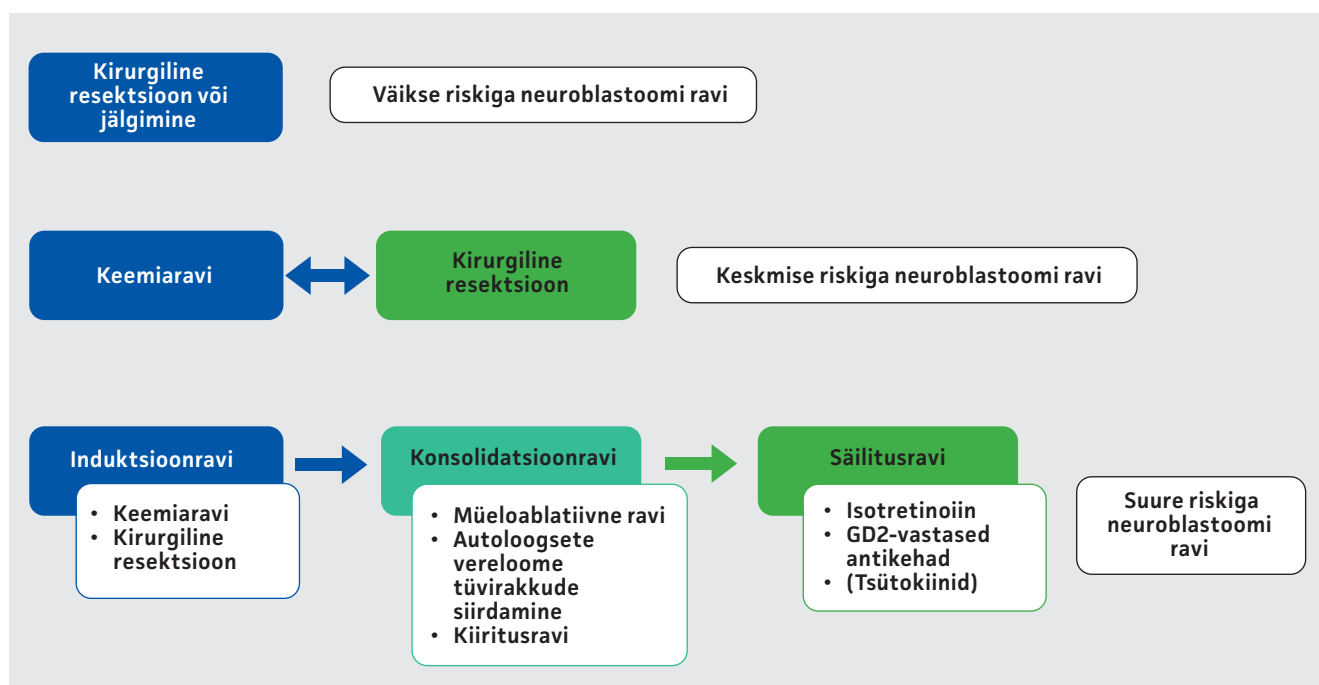 Kirurgiline
resektsioon või
jälgimine
Väikse riskiga neuroblastoomi ravi
Keemiaravi
Kirurgiline
resektsioon
Keskmise riskiga neuroblastoomi ravi
Induktsioonravi
• Keemiaravi
• Kirurgiline
resektsioon
Konsolidatsioonravi
• Müeloablatiivne ravi
• Autoloogsete
vereloome
tüvirakkude
siirdamine
• Kiiritusravi
Säilitusravi
• Isotretinoiin
• GD2-vastased
antikehad
• (Tsütokiinid)
Suure riskiga
neuroblastoomi
ravi